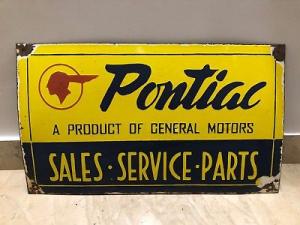 Pontiac
A PRODUCT OF GENERAL MOTORS
SALES·SERVICE·PARTS